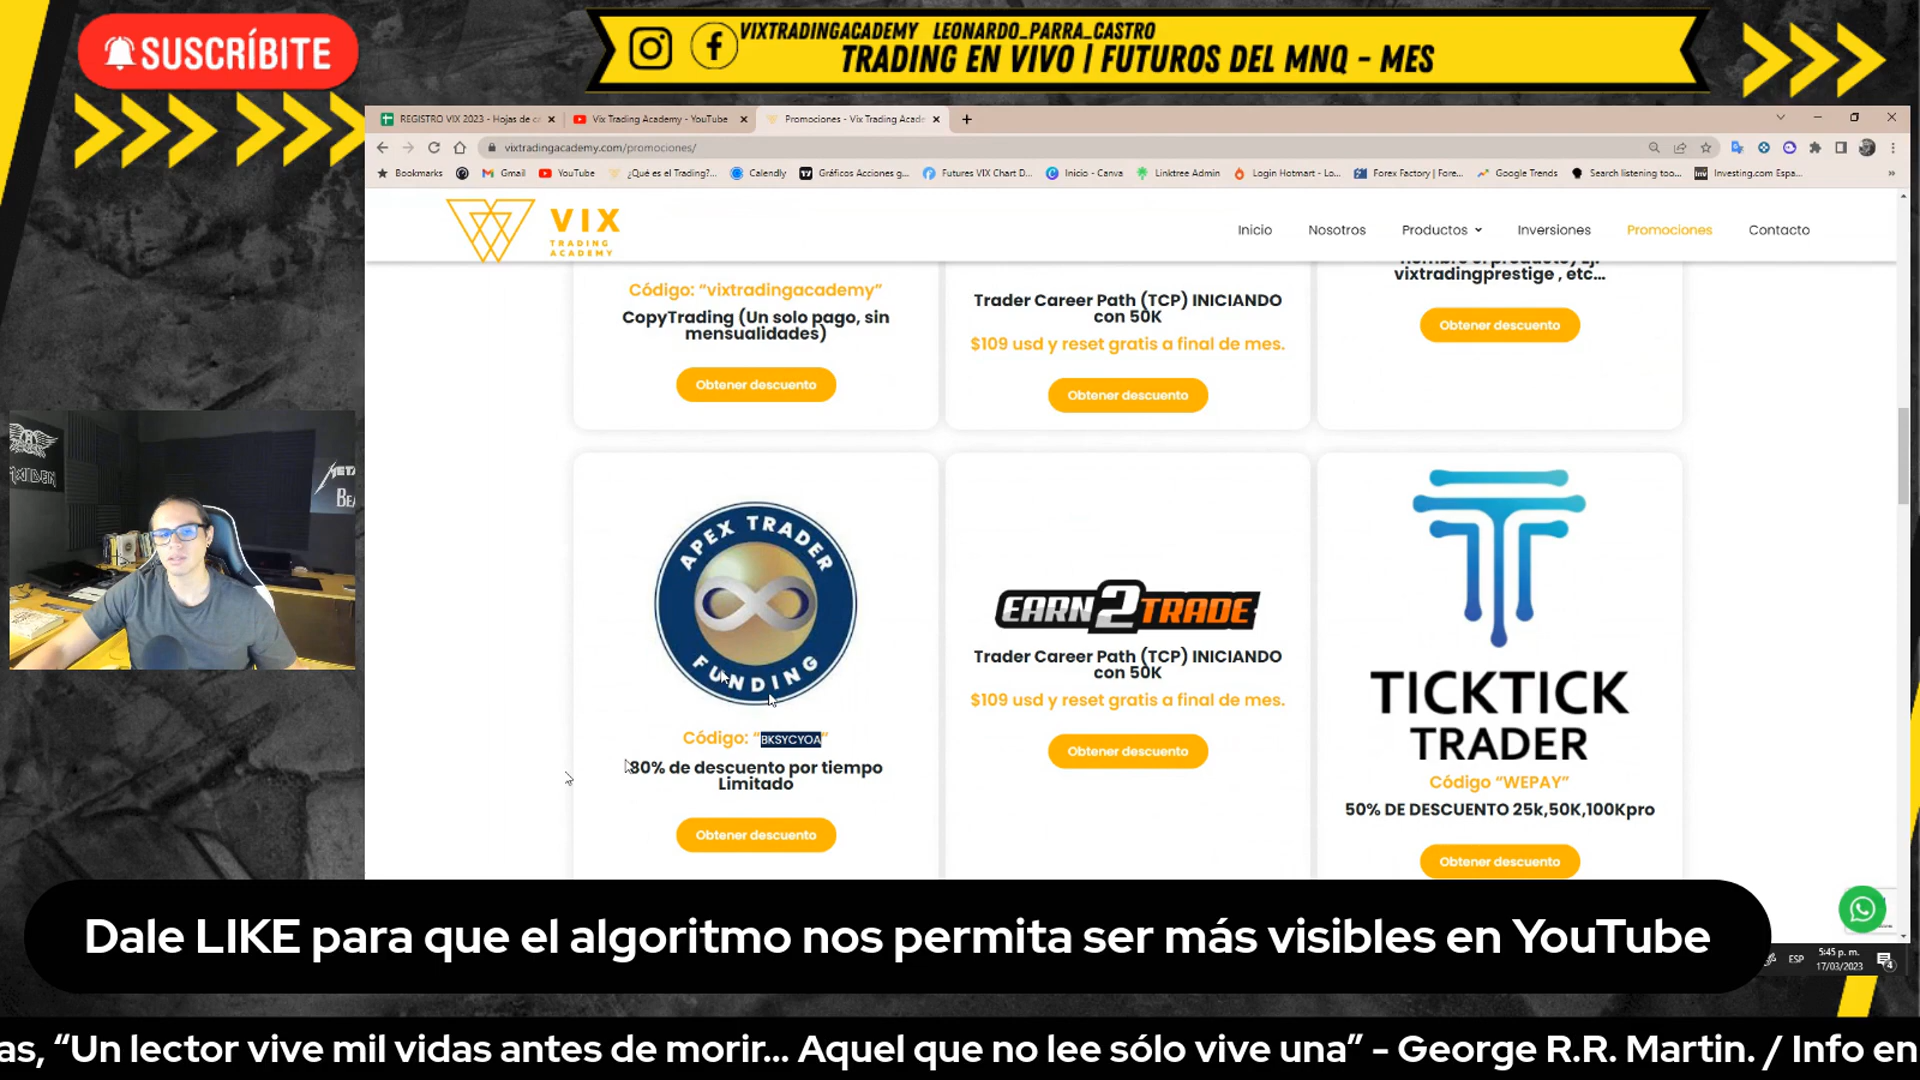 SUSCRÍBITE
VIXTRADINGACADEMY LEONARDO_PARRA_CASTRO
TRADING EN VIVO | FUTUROS DEL MNQ - MES
REGISTRO VIX 2023 - Hojas de c
Vix Trading Academy - YouTube
Promociones - Vix Trading Acade
vixtradingacademy.com/promociones/
Bookmarks
Gmail
YouTube
¿Qué es el Trading?...
Calendly
Gráficos Acciones g...
Futures VIX Chart D...
Inicio - Canva
Linktree Admin
Login Hotmart - Lo...
Forex Factory | Fore...
Google Trends
Search listening too...
Investing.com Espa...
VIX
TRADING
ACADEMY
Inicio
Nosotros
Productos
Inversiones
Promociones
Contacto
Código: “vixtradingacademy”
CopyTrading (Un solo pago, sin
mensualidades)
Obtener descuento
Trader Career Path (TCP) INICIANDO
con 50K
$109 usd y reset gratis a final de mes.
Obtener descuento
vixtradingprestige , etc...
Obtener descuento
APEX TRADER
FUNDING
Código: “BKSYCYOA”
80% de descuento por tiempo
Limitado
Obtener descuento
EARN2TRADE
Trader Career Path (TCP) INICIANDO
con 50K
$109 usd y reset gratis a final de mes.
Obtener descuento
TICKTICK
TRADER
Código “WEPAY”
50% DE DESCUENTO 25k,50K,100Kpro
Obtener descuento
Dale LIKE para que el algoritmo nos permita ser más visibles en YouTube
ESP
5:45 p. m.
17/03/2023
as, “Un lector vive mil vidas antes de morir... Aquel que no lee sólo vive una” - George R.R. Martin. / Info en